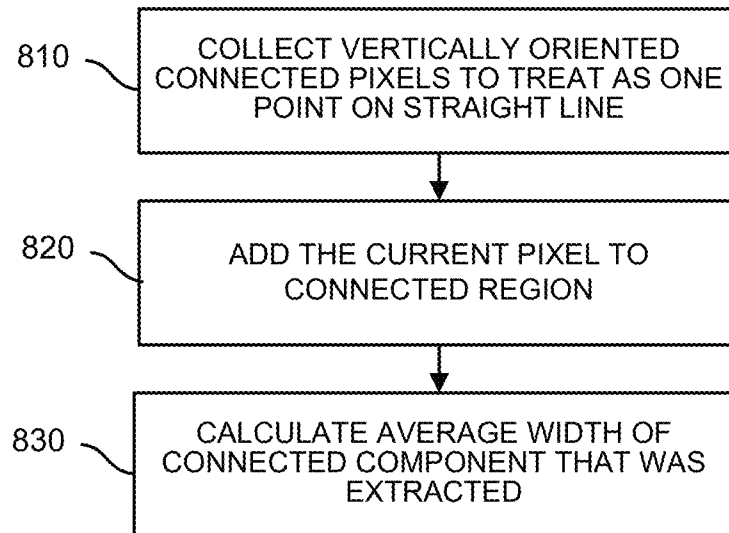 810
COLLECT VERTICALLY ORIENTED
CONNECTED PIXELS TO TREAT AS ONE
POINT ON STRAIGHT LINE
820
ADD THE CURRENT PIXEL TO
CONNECTED REGION
830
CALCULATE AVERAGE WIDTH OF
CONNECTED COMPONENT THAT WAS
EXTRACTED